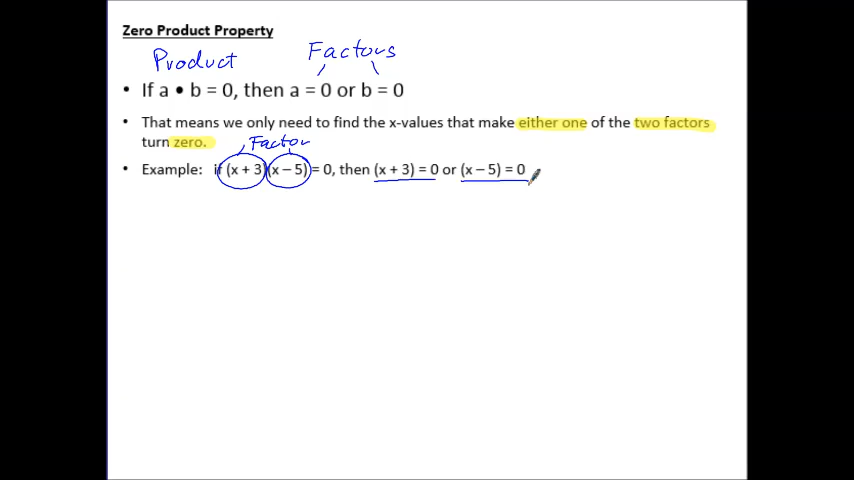 Zero Product Property
Product Factors
• If a • b = 0, then a = 0 or b = 0
• That means we only need to find the x-values that make either one of the two factors
turn zero.
Factor
• Example: if (x + 3)(x – 5) = 0, then (x + 3) = 0 or (x – 5) = 0